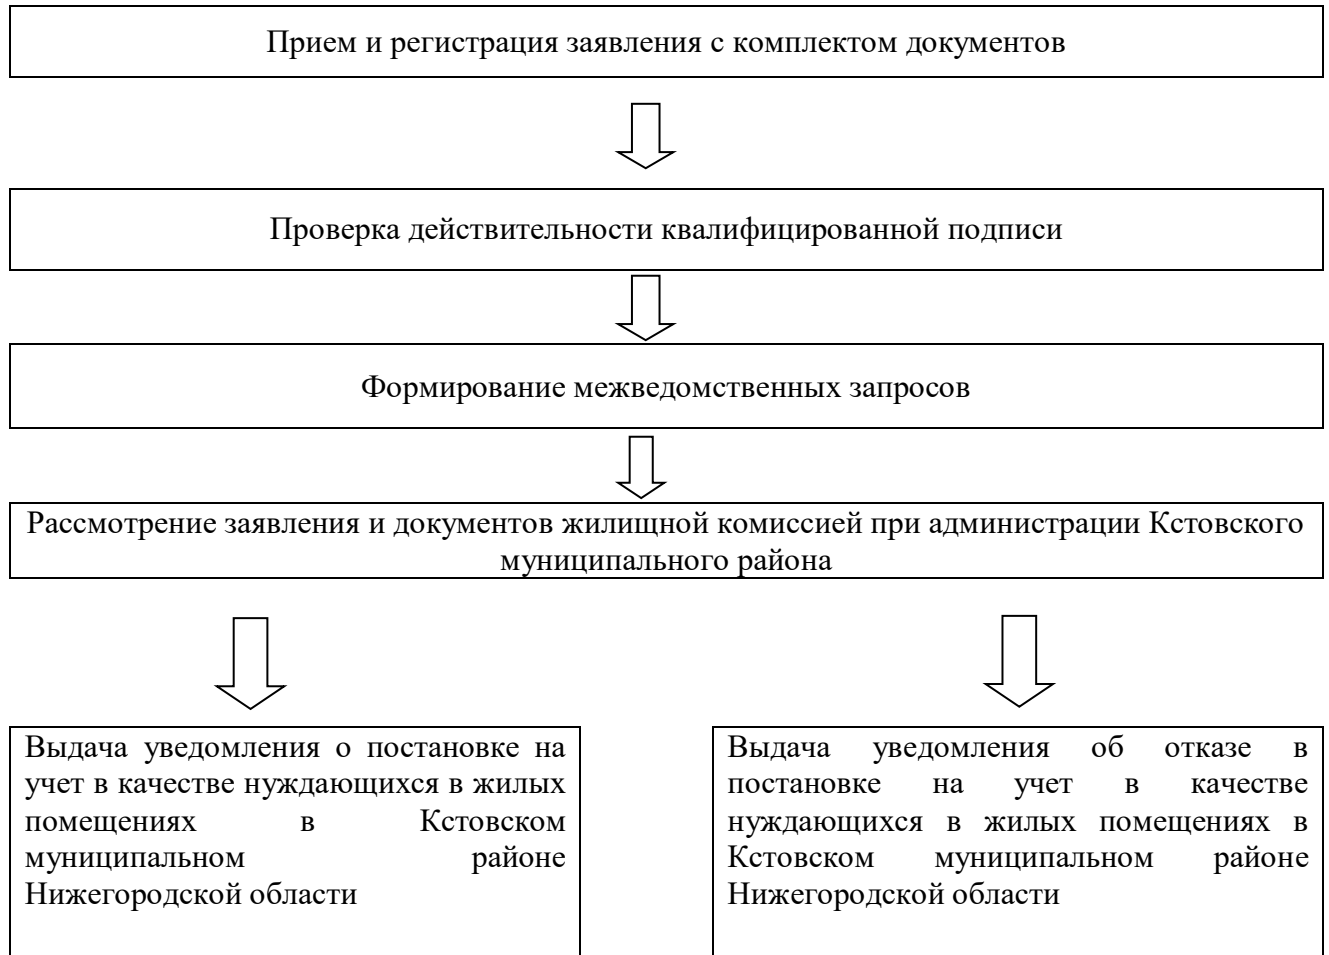 Прием и регистрация заявления с комплектом документов
Проверка действительности квалифицированной подписи
Формирование межведомственных запросов
Рассмотрение заявления и документов жилищной комиссией при администрации Кстовского
муниципального района
Выдача уведомления о постановке на
учет в качестве нуждающихся в жилых
помещениях в Кстовском
муниципальном районе
Нижегородской области
Выдача уведомления об отказе в
постановке на учет в качестве
нуждающихся в жилых помещениях в
Кстовском муниципальном районе
Нижегородской области